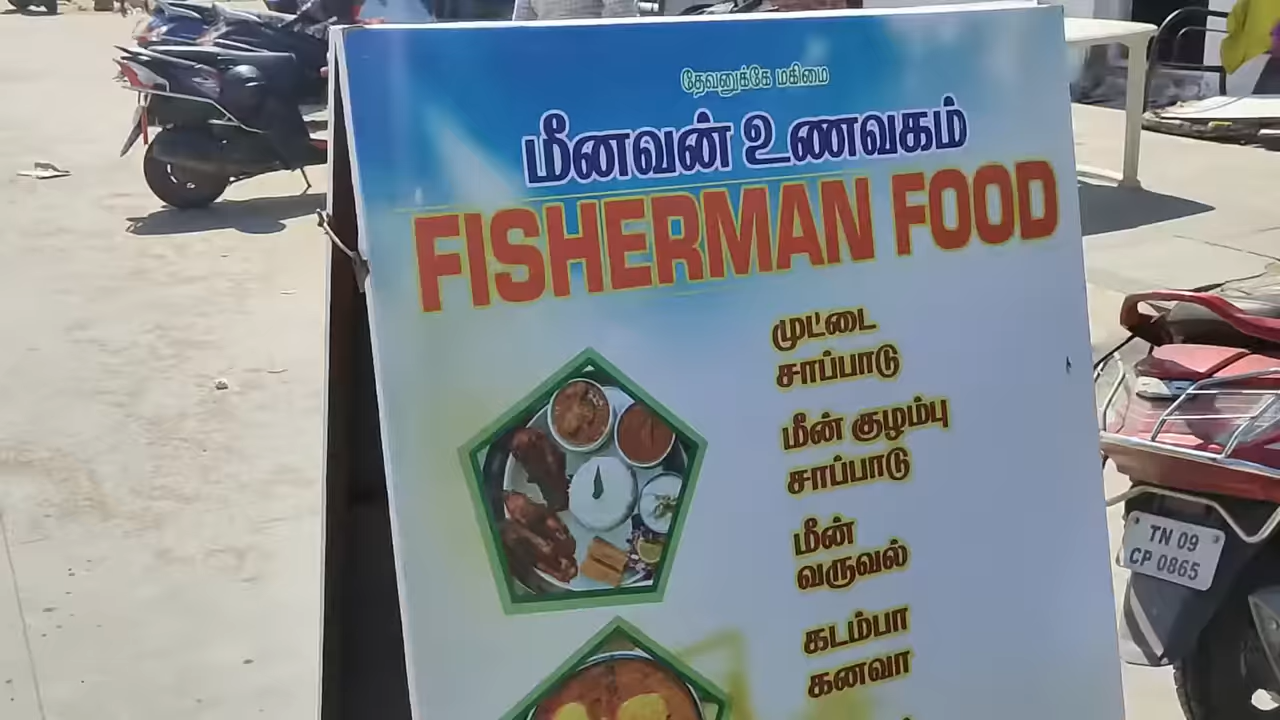 தேவனுக்கே மகிமை
மீனவன் உணவகம்
FISHERMAN FOOD
முட்டை
சாப்பாடு
மீன் குழம்பு
சாப்பாடு
மீன்
வருவல்
கடம்பா
கனவா
TN 09
CP 0865